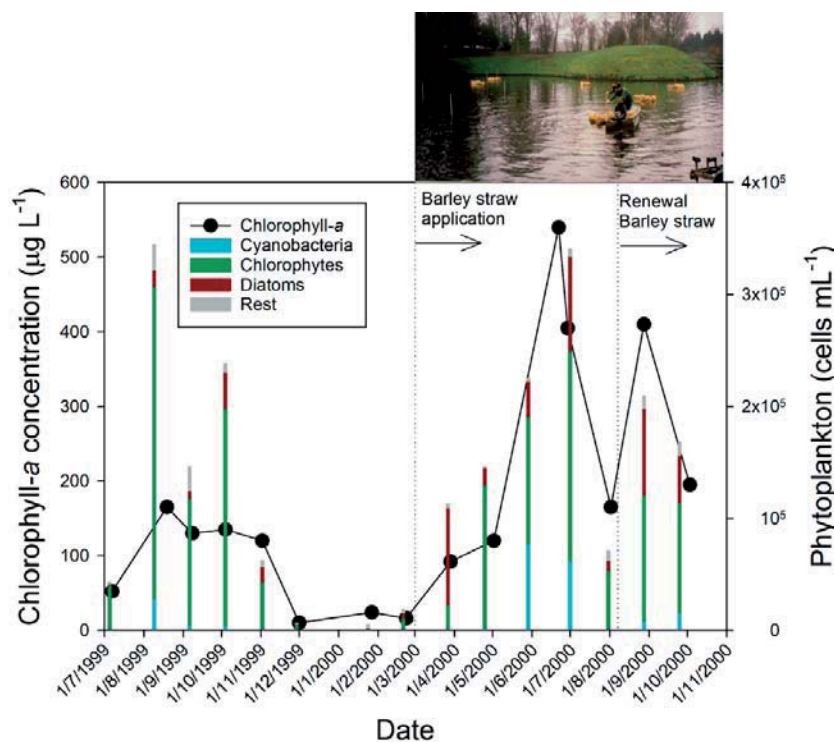 Barley straw
application
Renewal
Barley straw
Chlorophyll-a
Cyanobacteria
Chlorophytes
Diatoms
Rest
Chlorophyll-a concentration (µg L⁻¹)
600
500
400
300
200
100
0
Phytoplankton (cells mL⁻¹)
4x10⁵
3x10⁵
2x10⁵
10⁵
0
1/7/1999
1/8/1999
1/9/1999
1/10/1999
1/11/1999
1/12/1999
1/1/2000
1/2/2000
1/3/2000
1/4/2000
1/5/2000
1/6/2000
1/7/2000
1/8/2000
1/9/2000
1/10/2000
1/11/2000
Date